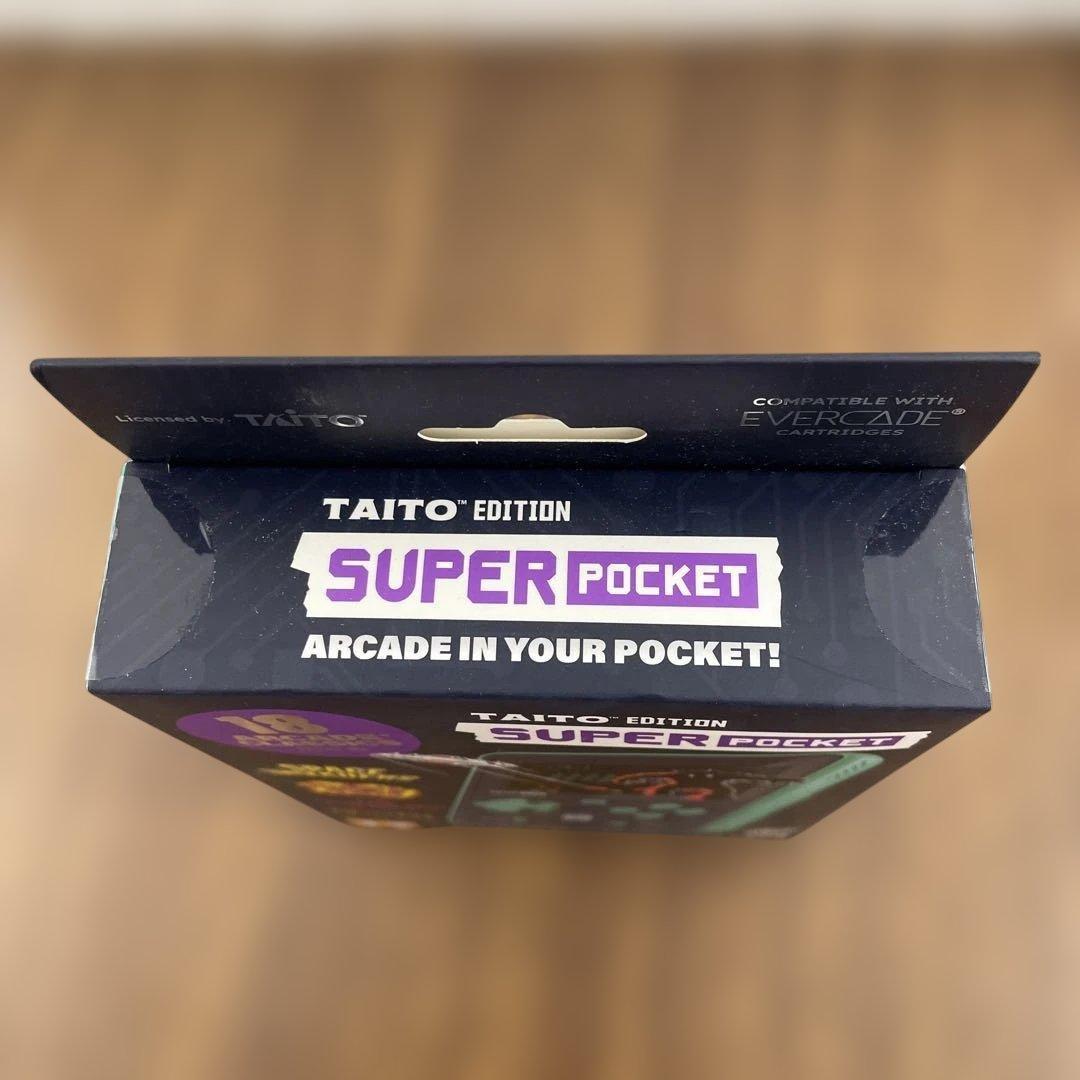 Licensed by TAITO
COMPATIBLE WITH
EVERCADE®
CARTRIDGES
TAITO™ EDITION
SUPER POCKET
ARCADE IN YOUR POCKET!
TAITO™ EDITION
SUPER POCKET
18